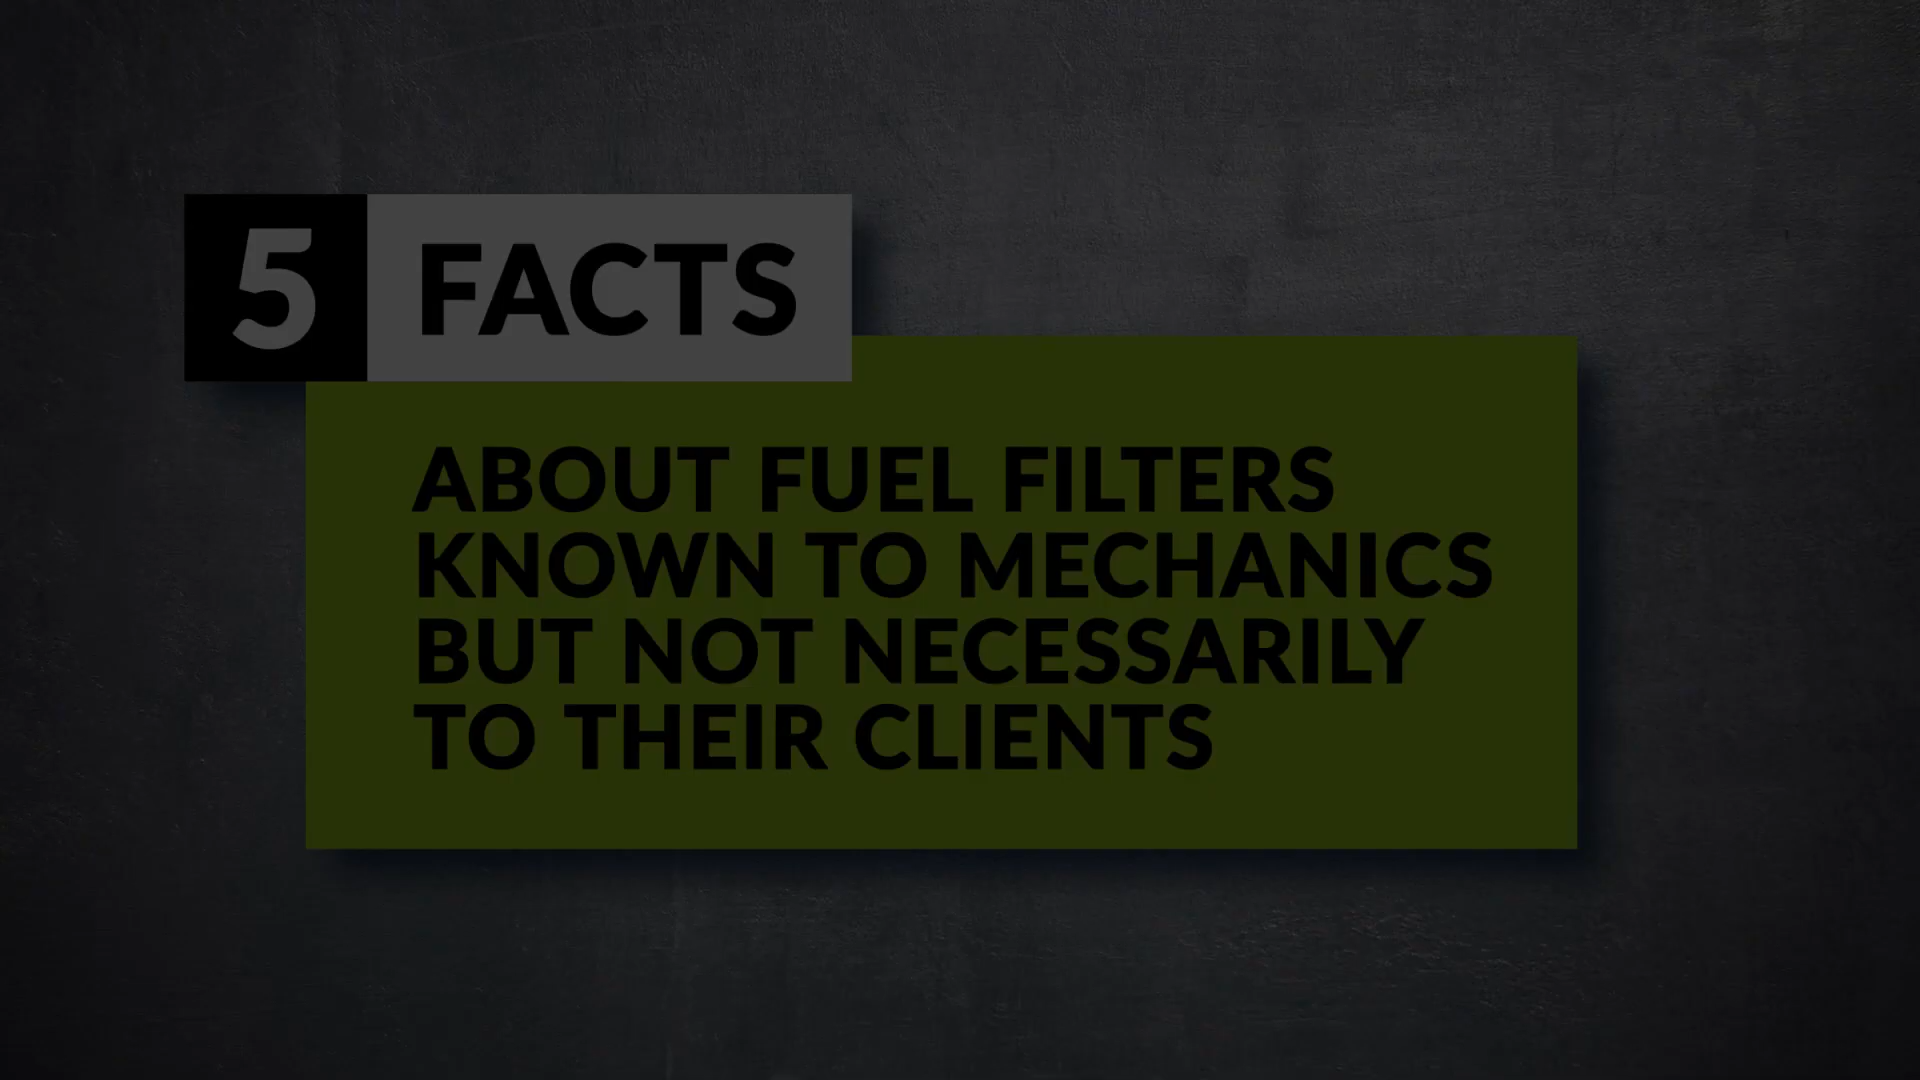 5 FACTS
ABOUT FUEL FILTERS
KNOWN TO MECHANICS
BUT NOT NECESSARILY
TO THEIR CLIENTS